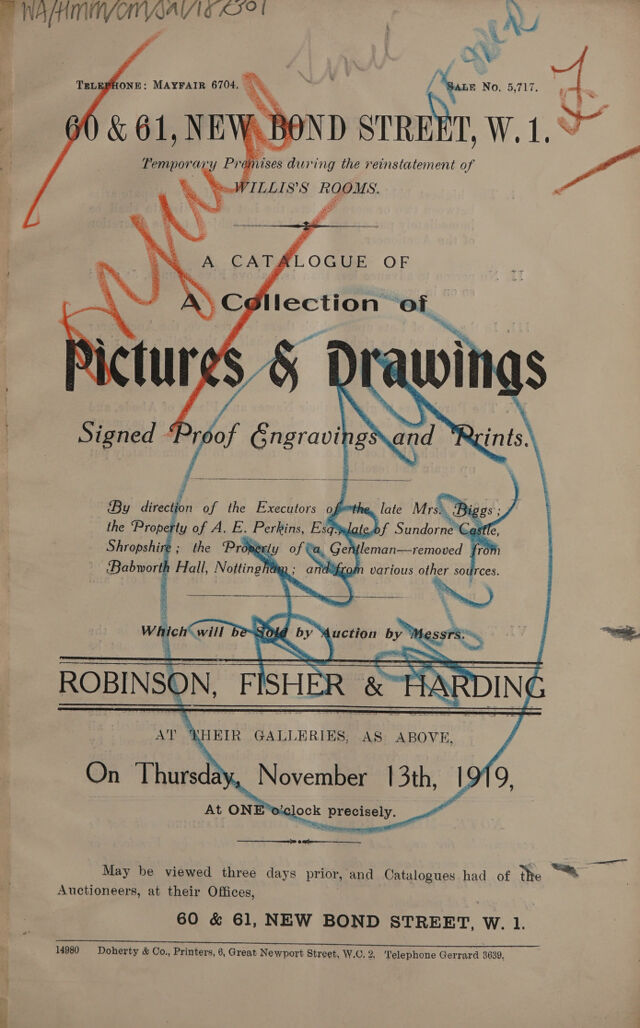 TELEPHONE: MAYFAIR 6704. SALE No. 5,717.
60 & 61, NEW BOND STREET, W. 1.
Temporary Premises during the reinstatement of
WILLIS'S ROOMS.
A CATALOGUE OF
A Collection of
Pictures & Drawings
Signed Proof Engravings and Prints.
By direction of the Executors of the late Mrs. Biggs;
the Property of A. E. Perkins, Esq., late of Sundorne Castle,
Shropshire; the Property of a Gentleman—removed from
Babworth Hall, Nottingham; and from various other sources.
Which will be Sold by Auction by Messrs.
ROBINSON, FISHER & HARDING
AT THEIR GALLERIES, AS ABOVE,
On Thursday, November 13th, 1919,
At ONE o'clock precisely.
May be viewed three days prior, and Catalogues had of the
Auctioneers, at their Offices,
60 & 61, NEW BOND STREET, W. 1.
14980 Doherty & Co., Printers, 6, Great Newport Street, W.C. 2. Telephone Gerrard 3639.